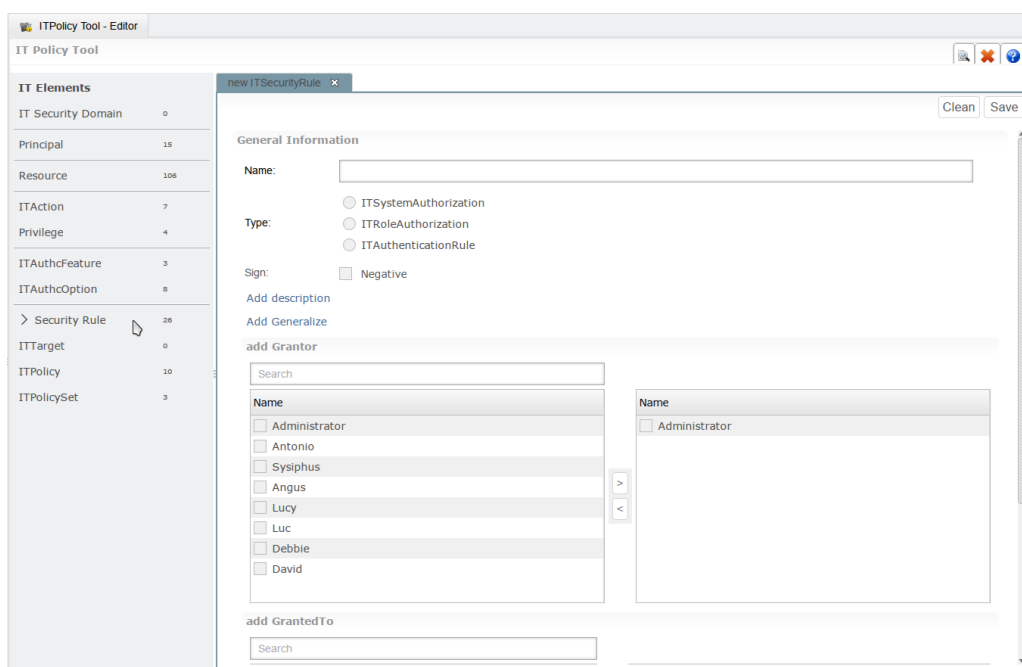 ITPolicy Tool - Editor
IT Policy Tool
IT Elements
IT Security Domain 0
Principal 15
Resource 106
ITAction 7
Privilege 4
ITAuthcFeature 3
ITAuthcOption 8
> Security Rule 26
ITTarget 0
ITPolicy 10
ITPolicySet 3
new ITSecurityRule
Clean Save
General Information
Name:
Type:
ITSystemAuthorization
ITRoleAuthorization
ITAuthenticationRule
Sign: Negative
Add description
Add Generalize
add Grantor
Search
Name
Administrator
Antonio
Sysiphus
Angus
Lucy
Luc
Debbie
David
>
<
Name
Administrator
add GrantedTo
Search